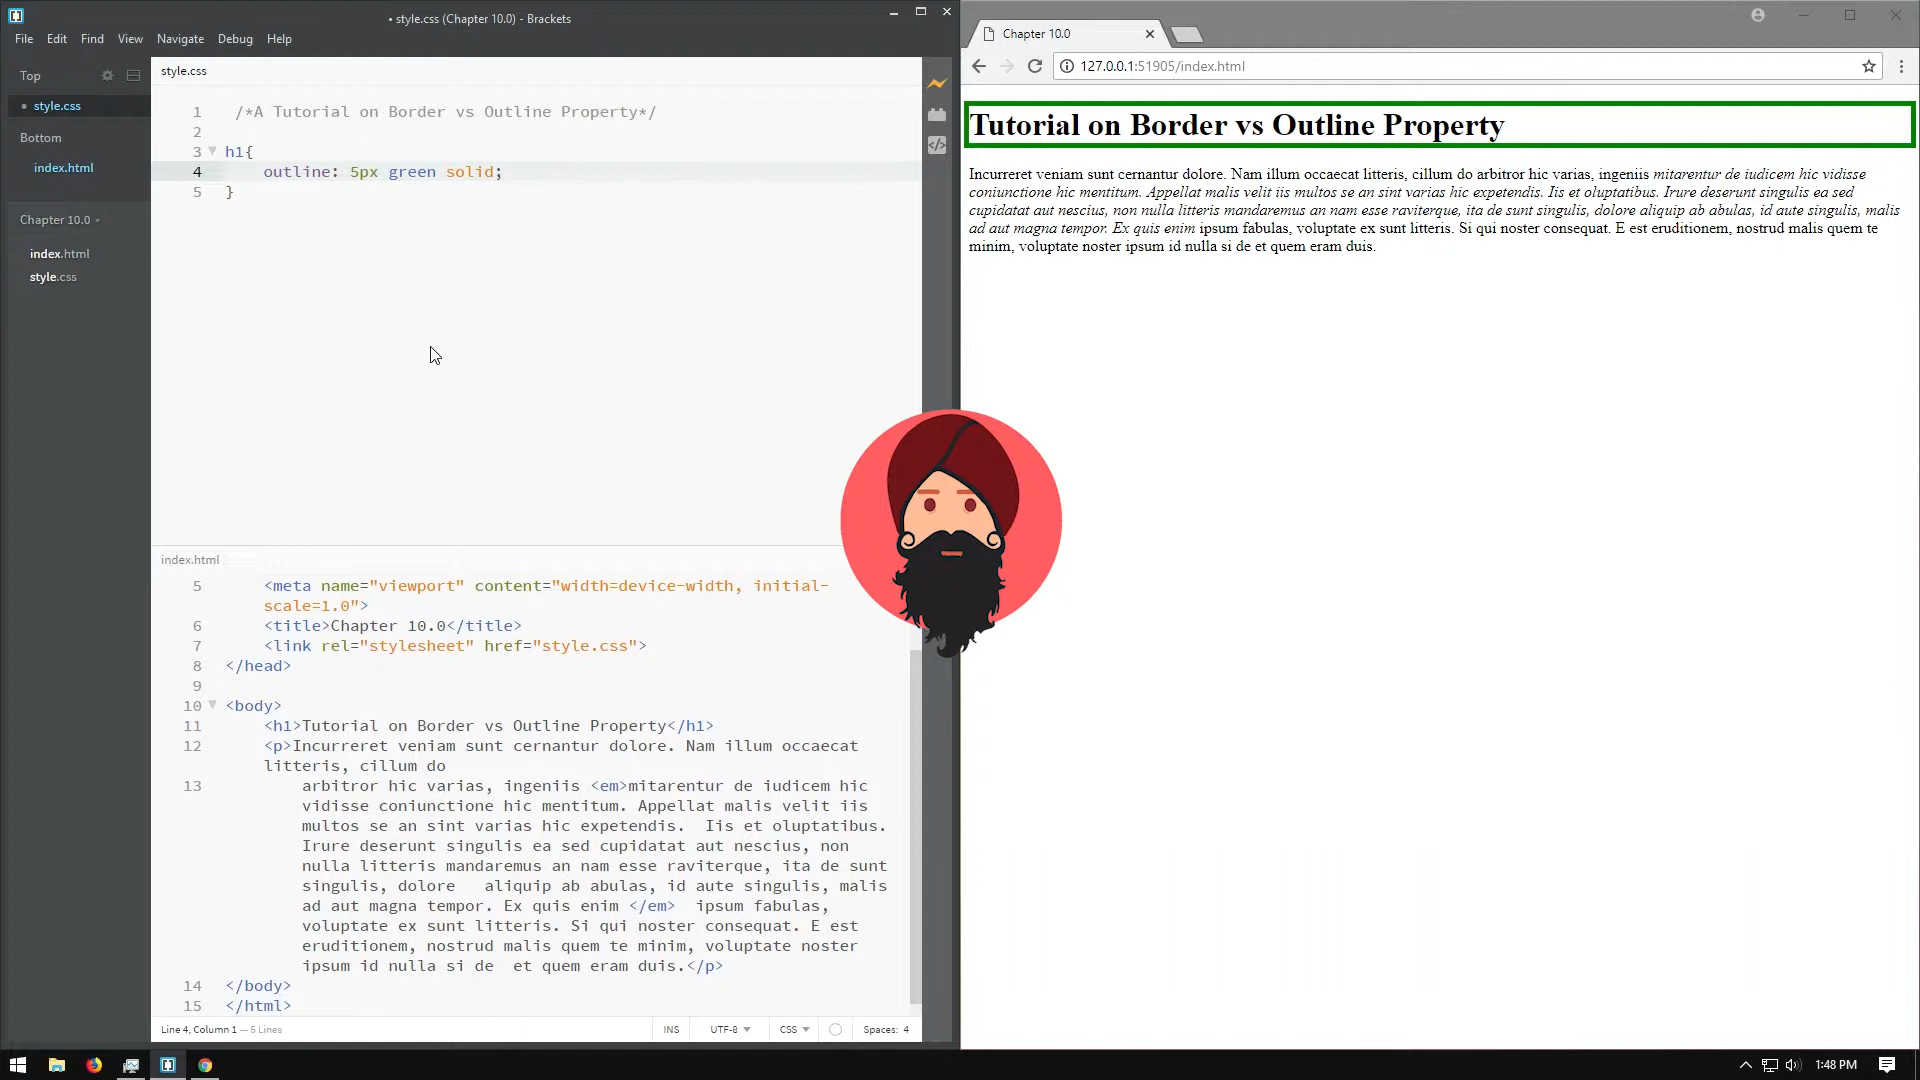 • style.css (Chapter 10.0) - Brackets
File Edit Find View Navigate Debug Help
Top
• style.css
Bottom
index.html
Chapter 10.0
index.html
style.css
style.css
1 /*A Tutorial on Border vs Outline Property*/
2
3 h1{
4 outline: 5px green solid;
5 }
index.html
5 <meta name="viewport" content="width=device-width, initial-
scale=1.0">
6 <title>Chapter 10.0</title>
7 <link rel="stylesheet" href="style.css">
8 </head>
9
10 <body>
11 <h1>Tutorial on Border vs Outline Property</h1>
12 <p>Incurreret veniam sunt cernantur dolore. Nam illum occaecat
litteris, cillum do
13 arbitror hic varias, ingeniis <em>mitarentur de iudicem hic
vidisse coniunctione hic mentitum. Appellat malis velit iis
multos se an sint varias hic expetendis.  Iis et oluptatibus.
Irure deserunt singulis ea sed cupidatat aut nescius, non
nulla litteris mandaremus an nam esse raviterque, ita de sunt
singulis, dolore   aliquip ab abulas, id aute singulis, malis
ad aut magna tempor. Ex quis enim </em>  ipsum fabulas,
voluptate ex sunt litteris. Si qui noster consequat. E est
eruditionem, nostrud malis quem te minim, voluptate noster
ipsum id nulla si de  et quem eram duis.</p>
14 </body>
15 </html>
Line 4, Column 1 — 5 Lines
INS UTF-8 CSS Spaces: 4
Chapter 10.0
127.0.0.1:51905/index.html
Tutorial on Border vs Outline Property
Incurreret veniam sunt cernantur dolore. Nam illum occaecat litteris, cillum do arbitror hic varias, ingeniis mitarentur de iudicem hic vidisse
coniunctione hic mentitum. Appellat malis velit iis multos se an sint varias hic expetendis. Iis et oluptatibus. Irure deserunt singulis ea sed
cupidatat aut nescius, non nulla litteris mandaremus an nam esse raviterque, ita de sunt singulis, dolore aliquip ab abulas, id aute singulis, malis
ad aut magna tempor. Ex quis enim ipsum fabulas, voluptate ex sunt litteris. Si qui noster consequat. E est eruditionem, nostrud malis quem te
minim, voluptate noster ipsum id nulla si de et quem eram duis.
1:48 PM